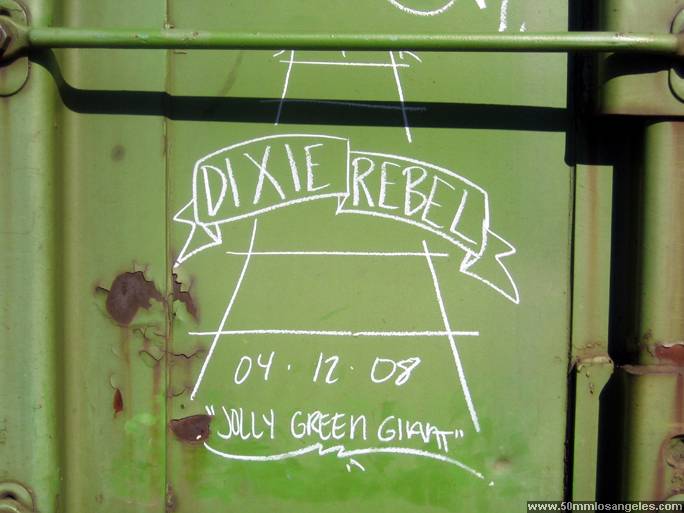 DIXIE REBEL
04.12.08
"JOLLY GREEN GIANT"
www.50mmlosangeles.com